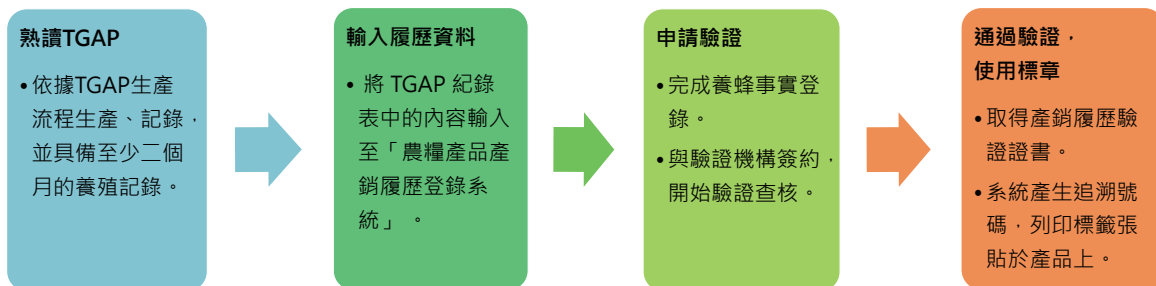 熟讀TGAP
•依據TGAP生產
流程生產、記錄，
並具備至少二個
月的養殖記錄。
輸入履歷資料
• 將 TGAP 紀錄
表中的內容輸入
至「農糧產品產
銷履歷登錄系
統」 。
申請驗證
•完成養蜂事實登
錄。
•與驗證機構簽約，
開始驗證查核。
通過驗證，
使用標章
•取得產銷履歷驗
證證書。
•系統產生追溯號
碼，列印標籤張
貼於產品上。